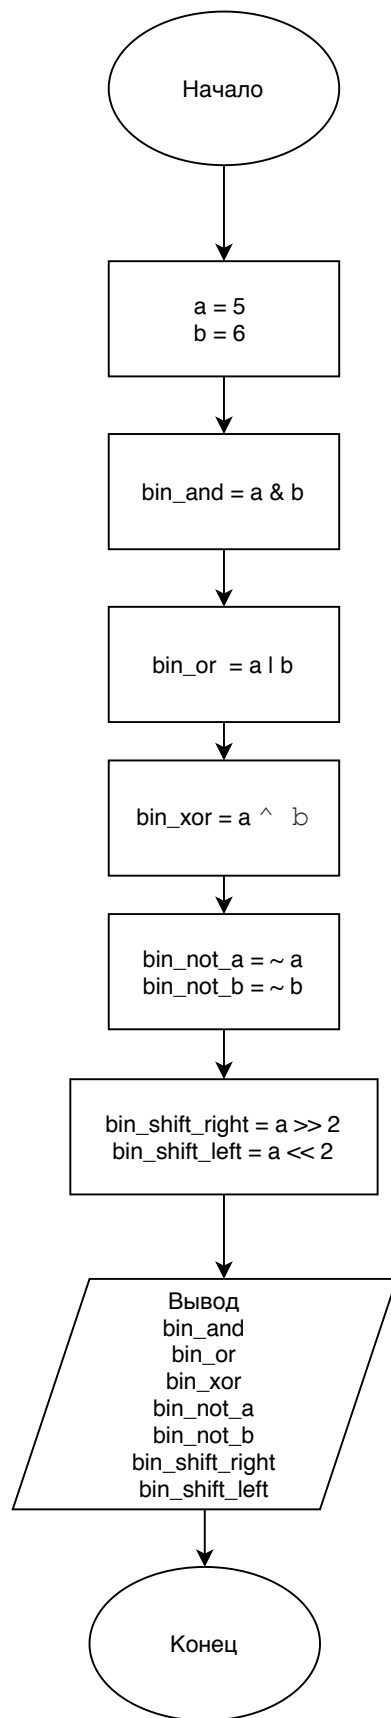 Начало
a = 5
b = 6
bin_and = a & b
bin_or = a | b
bin_xor = a ^ b
bin_not_a = ~ a
bin_not_b = ~ b
bin_shift_right = a >> 2
bin_shift_left = a << 2
Вывод
bin_and
bin_or
bin_xor
bin_not_a
bin_not_b
bin_shift_right
bin_shift_left
Конец